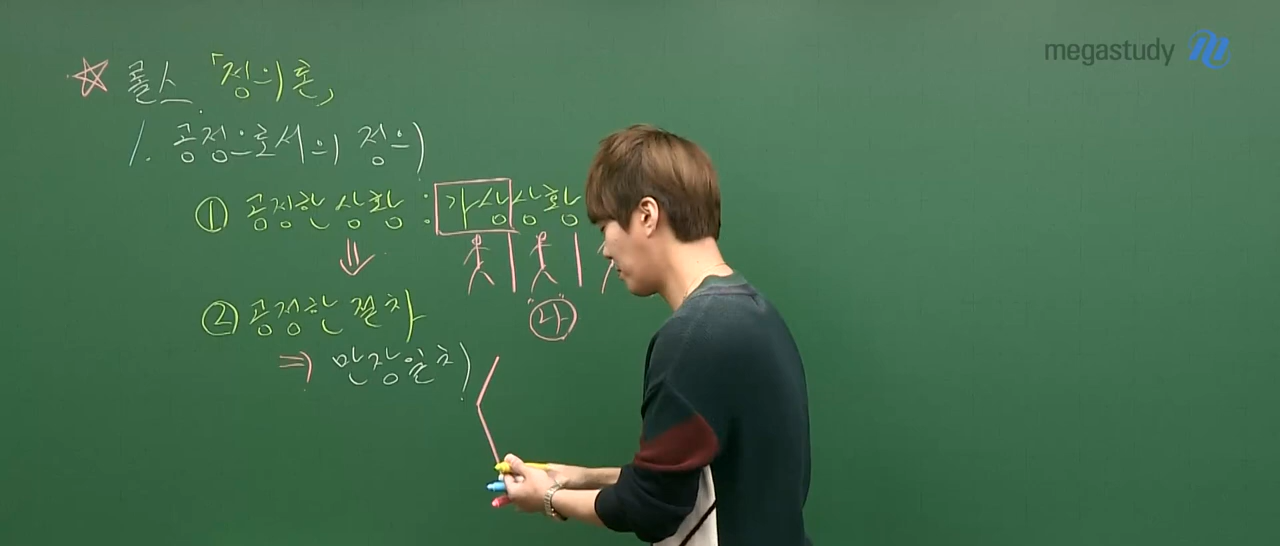 megastudy
☆ 롤스 「정의론」
1. 공정으로서의 정의
① 공정한 상황 : 가상상황
⇓
"나"
② 공정한 절차
⇒ 만장일치